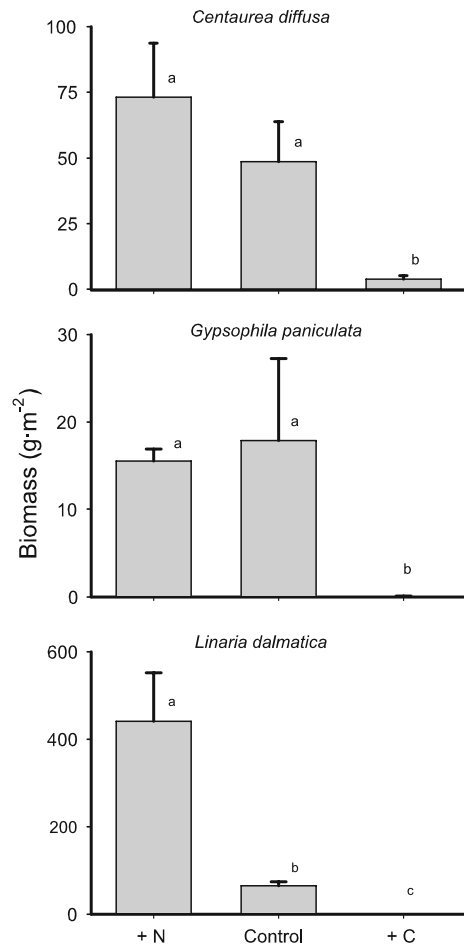 Centaurea diffusa
100
75
50
25
0
a
a
b
Gypsophila paniculata
30
20
10
0
a
a
b
Biomass (g·m-2)
Linaria dalmatica
600
400
200
0
a
b
c
+ N Control + C